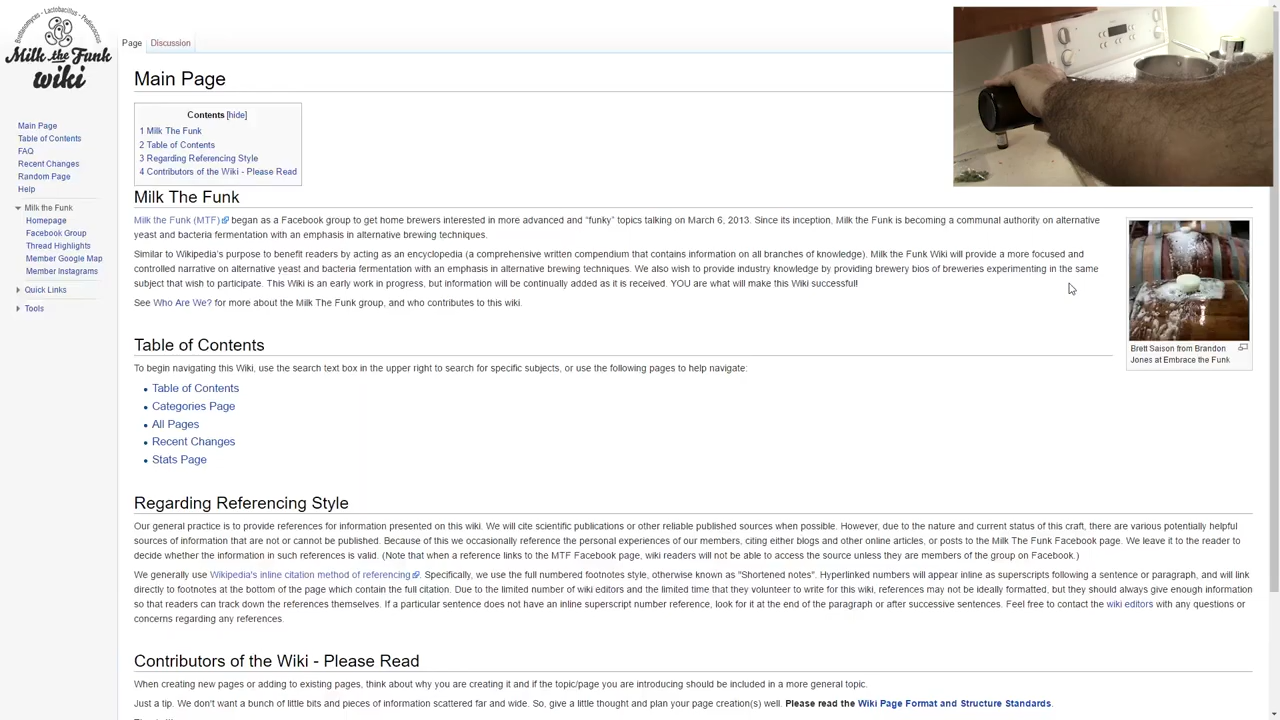 Brettanomyces - Lactobacillus - Pediococcus
Milk the Funk
wiki
Page Discussion
Main Page
Table of Contents
FAQ
Recent Changes
Random Page
Help
Milk the Funk
Homepage
Facebook Group
Thread Highlights
Member Google Map
Member Instagrams
Quick Links
Tools
Main Page
Contents [hide]
1 Milk The Funk
2 Table of Contents
3 Regarding Referencing Style
4 Contributors of the Wiki - Please Read
Milk The Funk
Milk the Funk (MTF) began as a Facebook group to get home brewers interested in more advanced and "funky" topics talking on March 6, 2013. Since its inception, Milk the Funk is becoming a communal authority on alternative
yeast and bacteria fermentation with an emphasis in alternative brewing techniques.
Similar to Wikipedia's purpose to benefit readers by acting as an encyclopedia (a comprehensive written compendium that contains information on all branches of knowledge). Milk the Funk Wiki will provide a more focused and
controlled narrative on alternative yeast and bacteria fermentation with an emphasis in alternative brewing techniques. We also wish to provide industry knowledge by providing brewery bios of breweries experimenting in the same
subject that wish to participate. This Wiki is an early work in progress, but information will be continually added as it is received. YOU are what will make this Wiki successful!
See Who Are We? for more about the Milk The Funk group, and who contributes to this wiki.
Brett Saison from Brandon
Jones at Embrace the Funk
Table of Contents
To begin navigating this Wiki, use the search text box in the upper right to search for specific subjects, or use the following pages to help navigate:
Table of Contents
Categories Page
All Pages
Recent Changes
Stats Page
Regarding Referencing Style
Our general practice is to provide references for information presented on this wiki. We will cite scientific publications or other reliable published sources when possible. However, due to the nature and current status of this craft, there are various potentially helpful
sources of information that are not or cannot be published. Because of this we occasionally reference the personal experiences of our members, citing either blogs and other online articles, or posts to the Milk The Funk Facebook page. We leave it to the reader to
decide whether the information in such references is valid. (Note that when a reference links to the MTF Facebook page, wiki readers will not be able to access the source unless they are members of the group on Facebook.)
We generally use Wikipedia's inline citation method of referencing. Specifically, we use the full numbered footnotes style, otherwise known as "Shortened notes". Hyperlinked numbers will appear inline as superscripts following a sentence or paragraph, and will link
directly to footnotes at the bottom of the page which contain the full citation. Due to the limited number of wiki editors and the limited time that they volunteer to write for this wiki, references may not be ideally formatted, but they should always give enough information
so that readers can track down the references themselves. If a particular sentence does not have an inline superscript number reference, look for it at the end of the paragraph or after successive sentences. Feel free to contact the wiki editors with any questions or
concerns regarding any references.
Contributors of the Wiki - Please Read
When creating new pages or adding to existing pages, think about why you are creating it and if the topic/page you are introducing should be included in a more general topic.
Just a tip. We don't want a bunch of little bits and pieces of information scattered far and wide. So, give a little thought and plan your page creation(s) well. Please read the Wiki Page Format and Structure Standards.